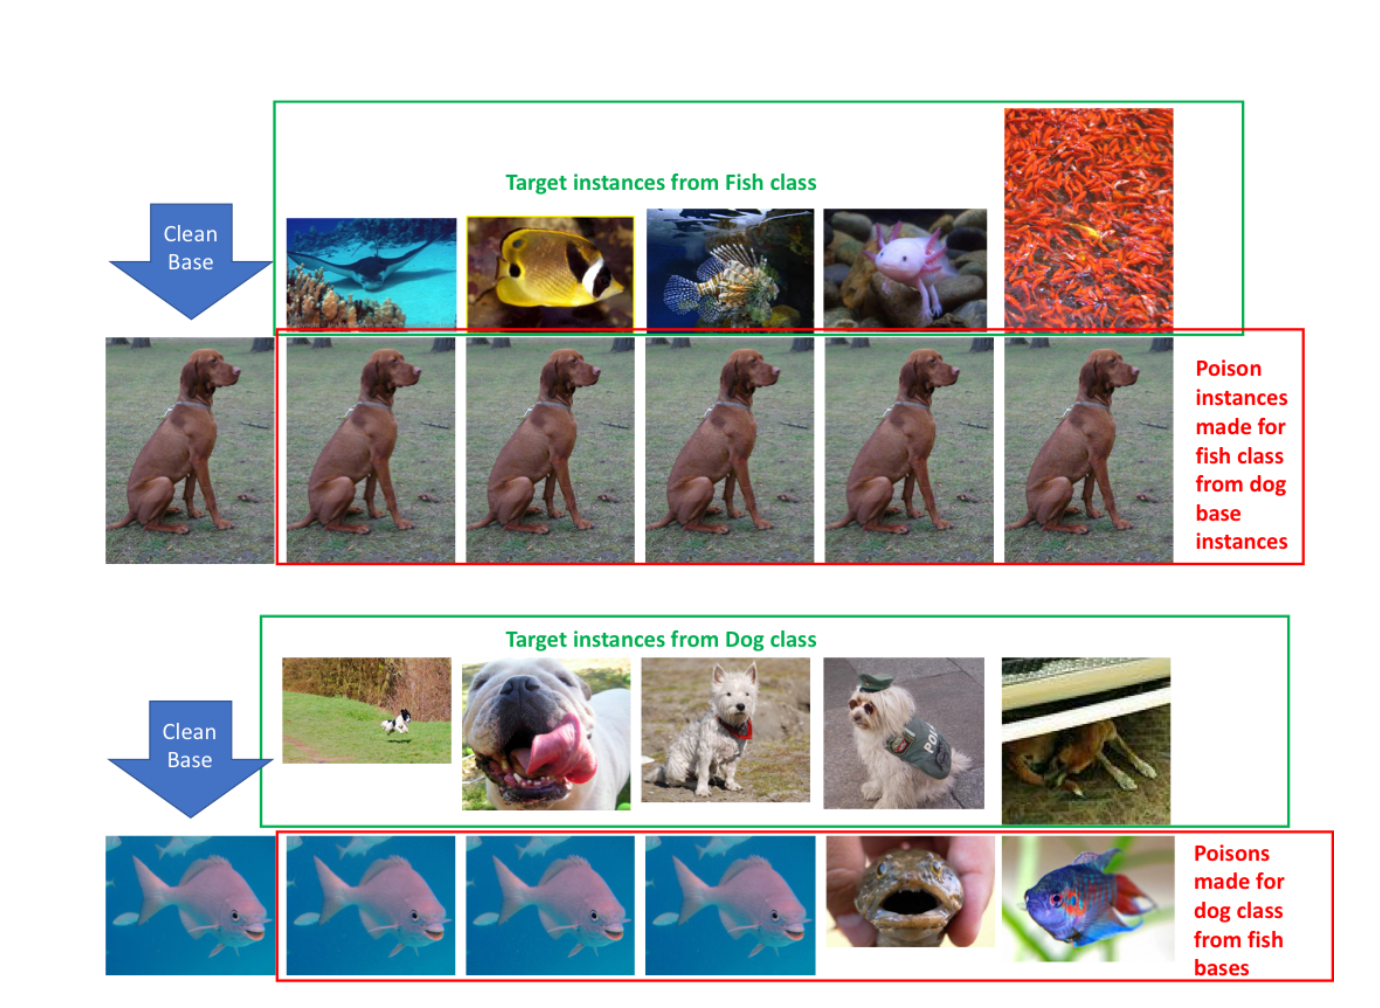 Target instances from Fish class
Clean
Base
Poison
instances
made for
fish class
from dog
base
instances
Target instances from Dog class
Clean
Base
POLI
Poisons
made for
dog class
from fish
bases